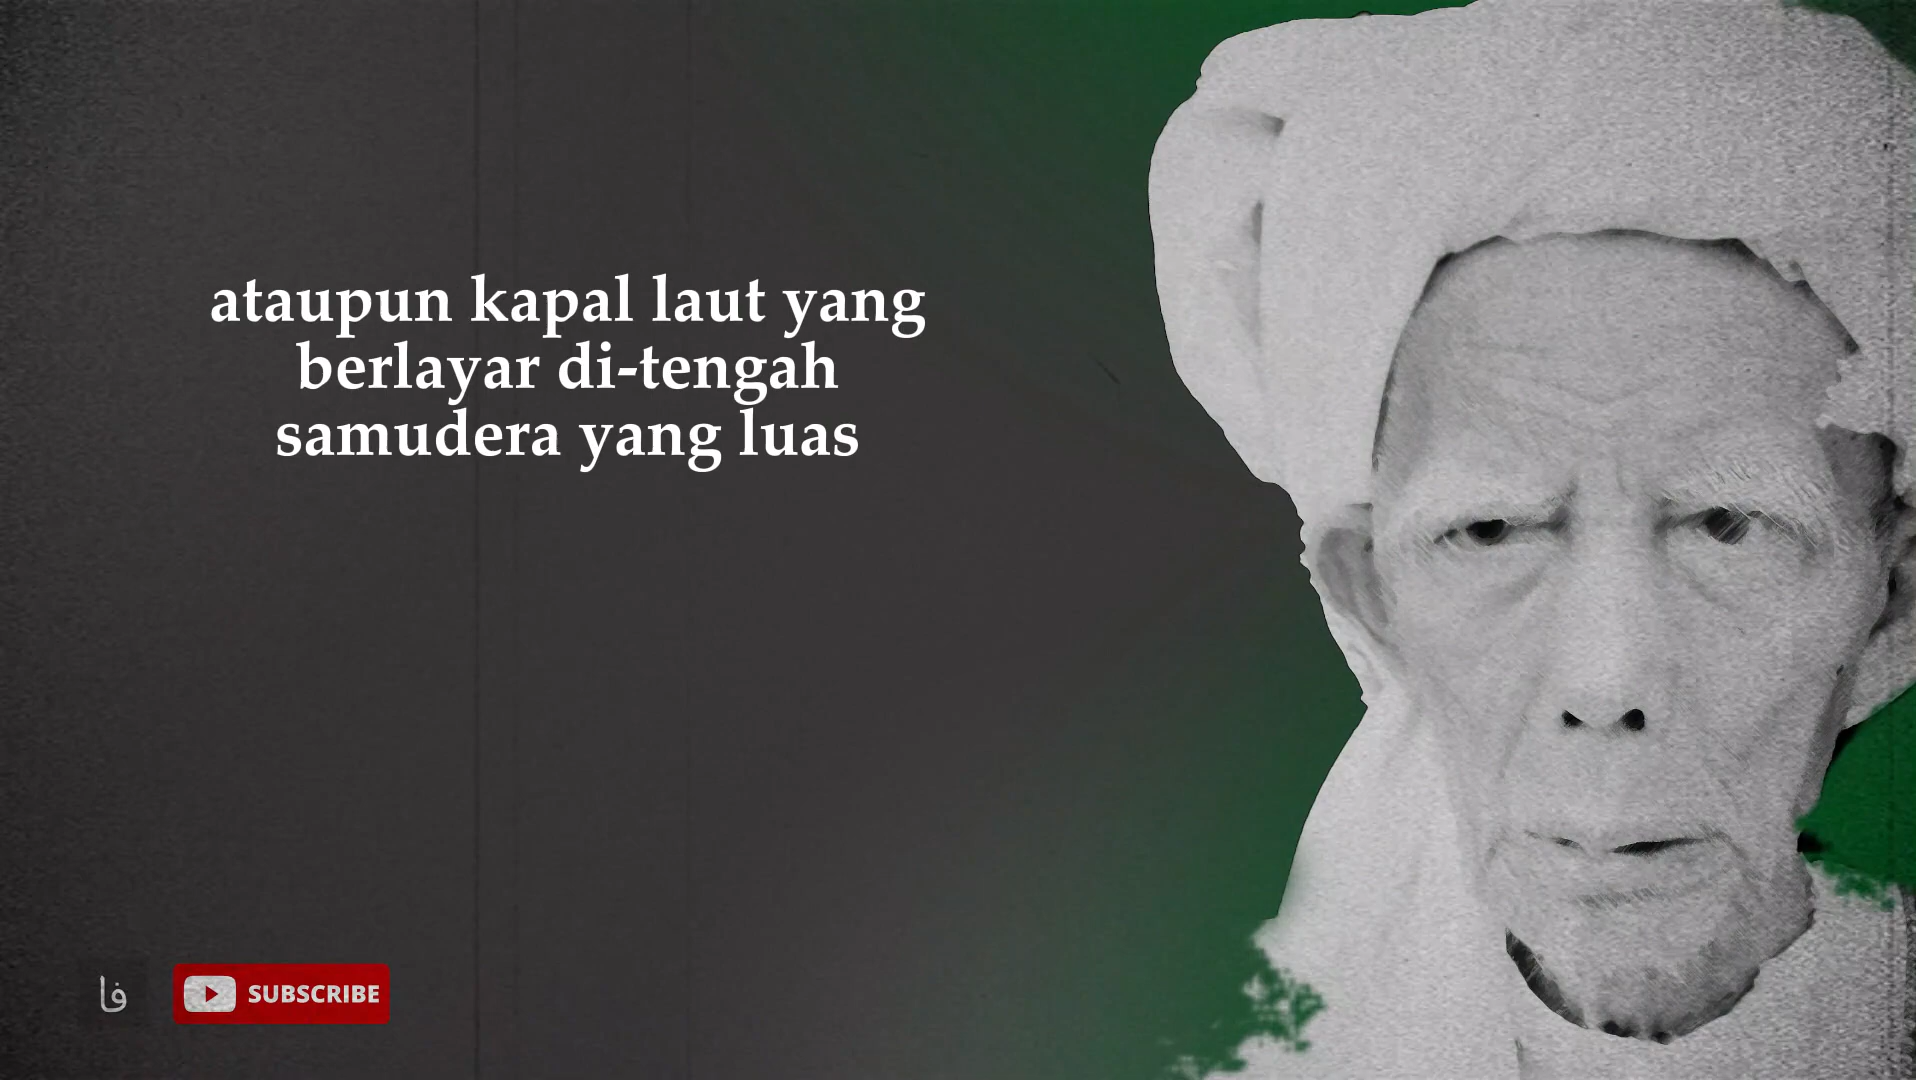 ataupun kapal laut yang
berlayar di-tengah
samudera yang luas
فا
SUBSCRIBE